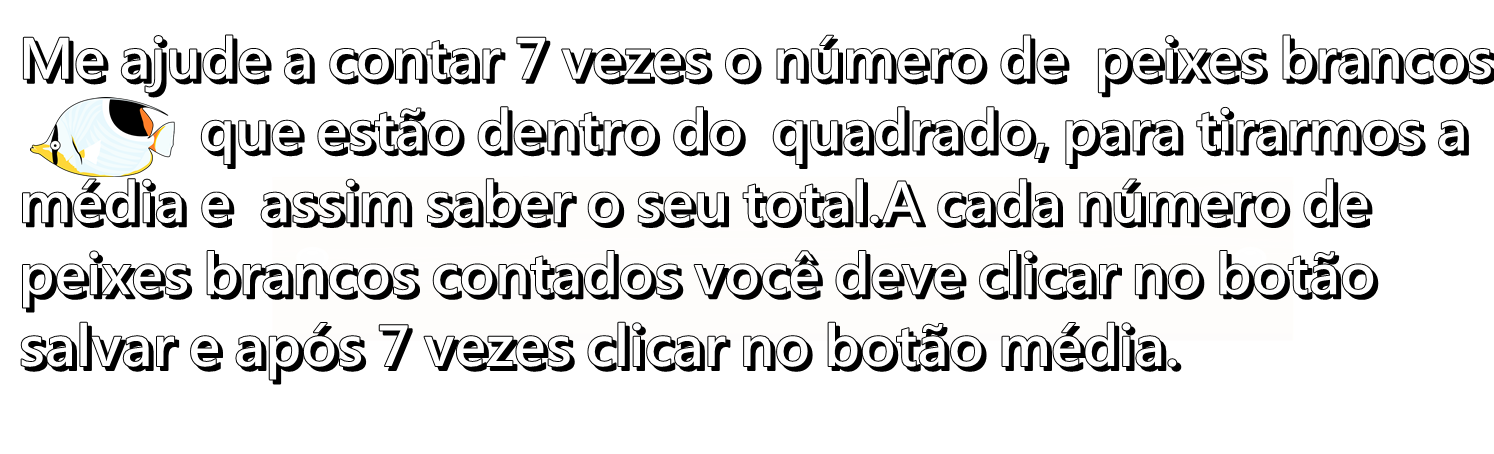 Me ajude a contar 7 vezes o número de peixes brancos
que estão dentro do quadrado, para tirarmos a
média e assim saber o seu total.A cada número de
peixes brancos contados você deve clicar no botão
salvar e após 7 vezes clicar no botão média.